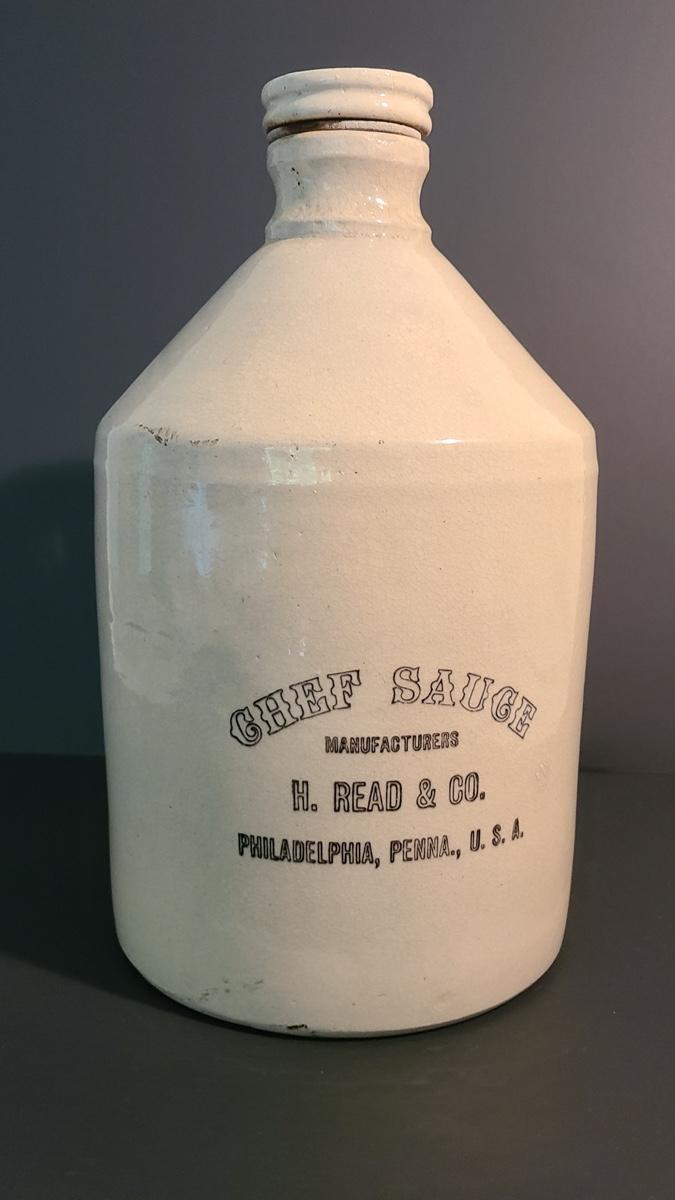 CHEF SAUCE
MANUFACTURERS
H. READ & CO.
PHILADELPHIA, PENNA., U. S. A.